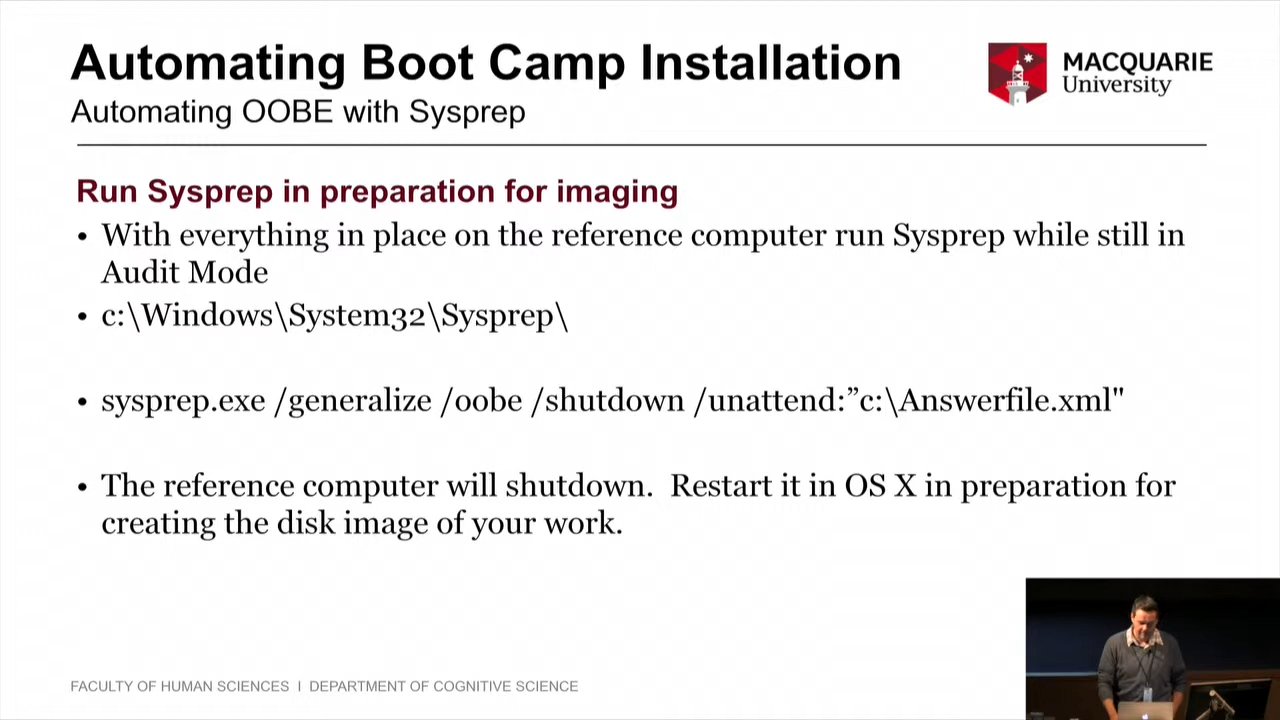 Automating Boot Camp Installation
Automating OOBE with Sysprep
MACQUARIE
University
Run Sysprep in preparation for imaging
• With everything in place on the reference computer run Sysprep while still in
Audit Mode
• c:\Windows\System32\Sysprep\
• sysprep.exe /generalize /oobe /shutdown /unattend:”c:\Answerfile.xml"
• The reference computer will shutdown.  Restart it in OS X in preparation for
creating the disk image of your work.
FACULTY OF HUMAN SCIENCES I DEPARTMENT OF COGNITIVE SCIENCE